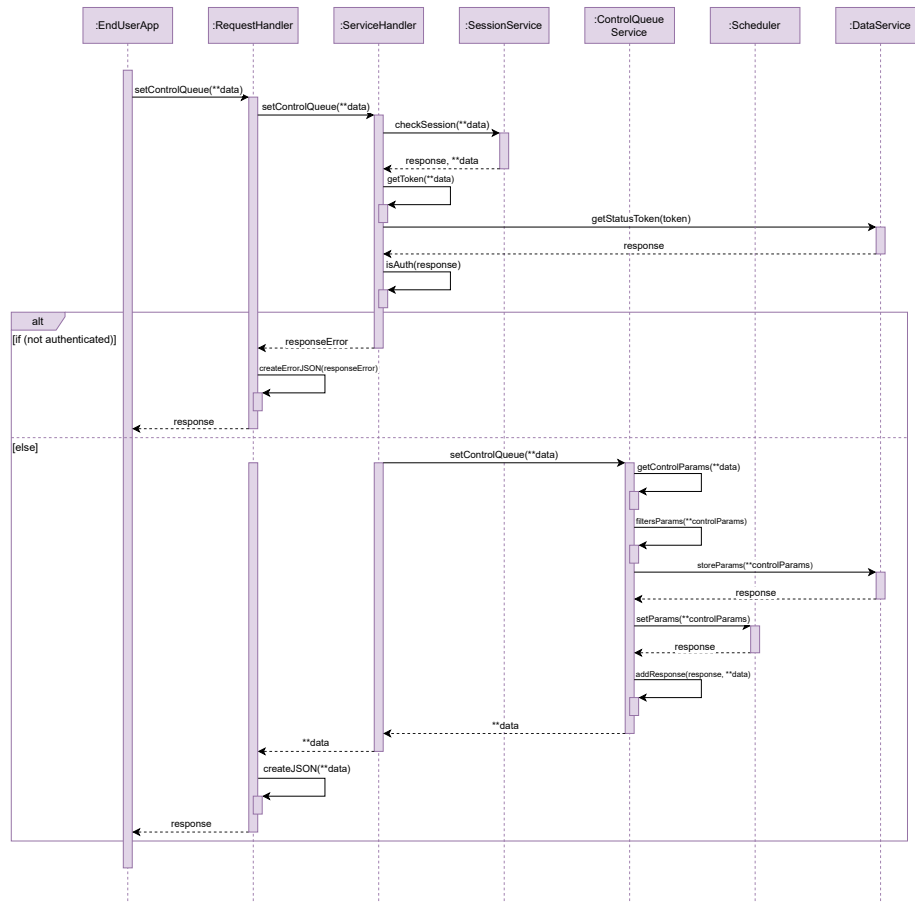 :EndUserApp
:RequestHandler
:ServiceHandler
:SessionService
:ControlQueue
Service
:Scheduler
:DataService
setControlQueue(**data)
setControlQueue(**data)
checkSession(**data)
response, **data
getToken(**data)
getStatusToken(token)
response
isAuth(response)
alt
[if (not authenticated)]
responseError
createErrorJSON(responseError)
response
[else]
setControlQueue(**data)
getControlParams(**data)
filtersParams(**controlParams)
storeParams(**controlParams)
response
setParams(**controlParams)
response
addResponse(response, **data)
**data
**data
createJSON(**data)
response